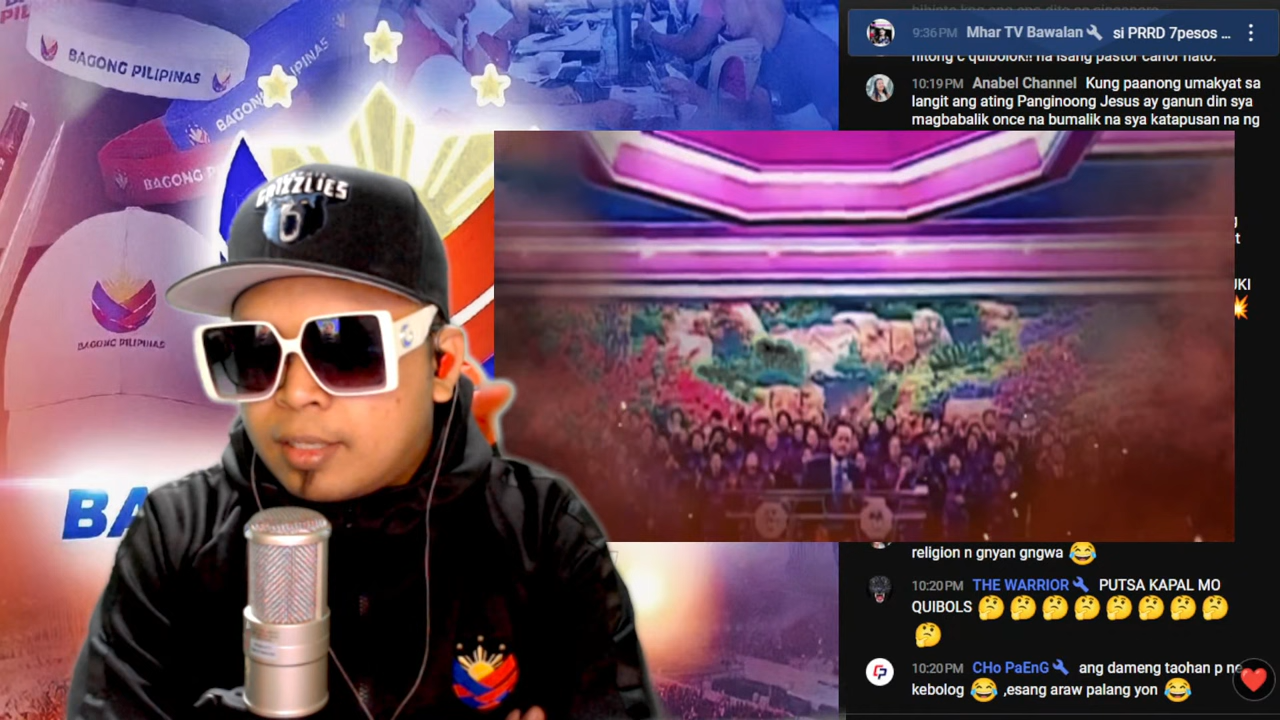 BAGONG PILIPINAS
BAGONG PILIPINAS
BAGONG
BAGONG PILIPINAS
GRIZZLIES
BA
9:36 PM Mhar TV Bawalan si PRRD 7pesos ...
nitong c quibolok!! na isang pastor canor nato.
10:19 PM Anabel Channel Kung paanong umakyat sa
langit ang ating Panginoong Jesus ay ganun din sya
magbabalik once na bumalik na sya katapusan na ng
religion n gnyan gngwa 😂
10:20 PM THE WARRIOR PUTSA KAPAL MO
QUIBOLS 🤔🤔🤔🤔🤔🤔🤔🤔
🤔
10:20 PM CHo PaEnG ang dameng taohan p ne
kebolog 😂 ,esang araw palang yon 😂